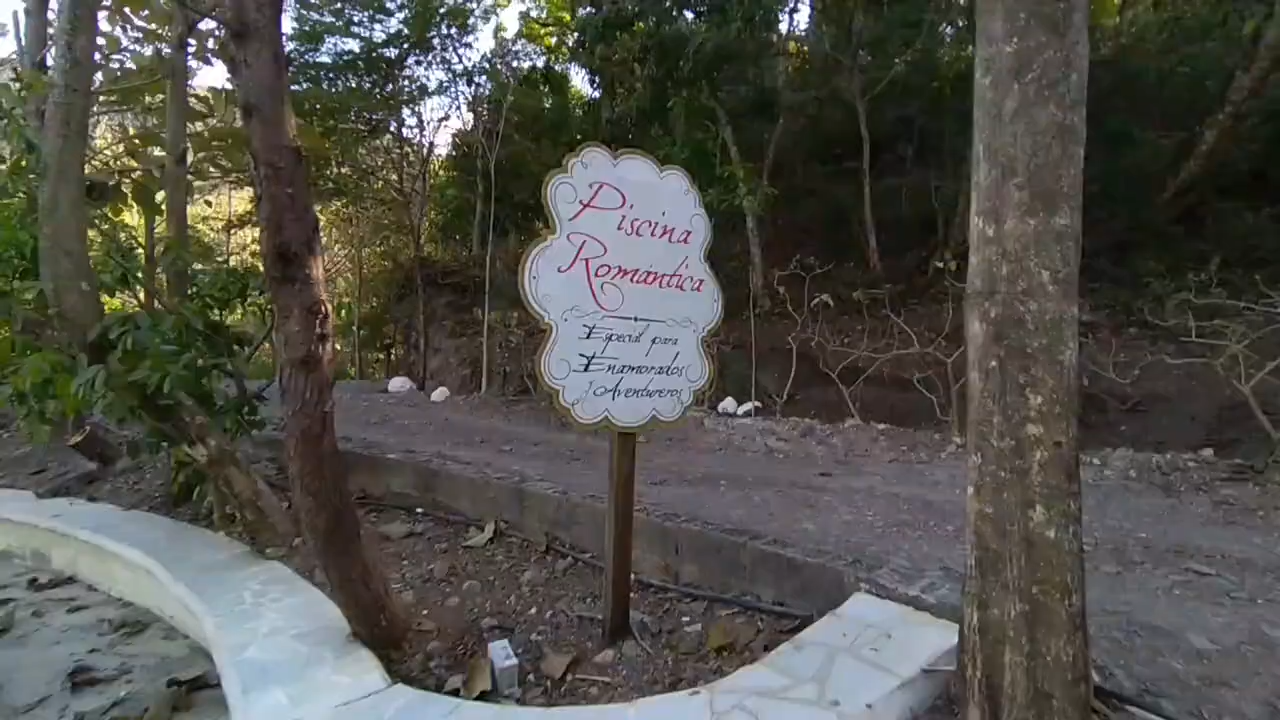 Piscina
Romántica
Especial para
Enamorados
y Aventureros